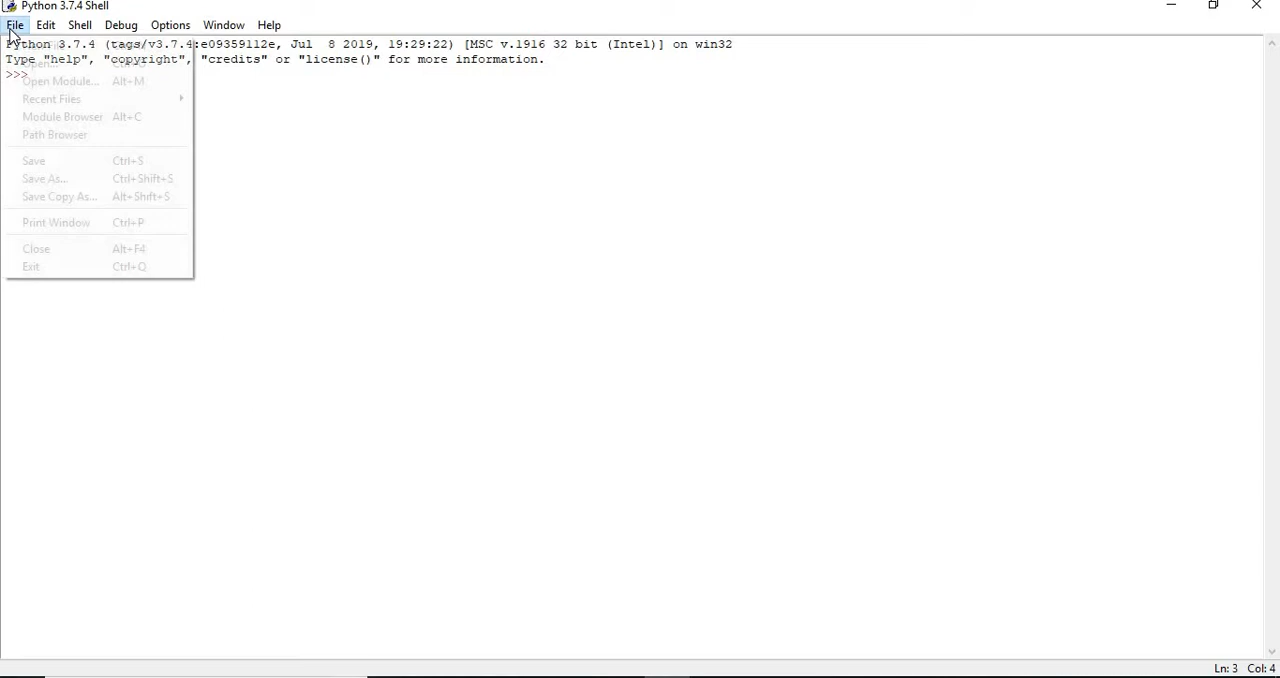 Python 3.7.4 Shell
File Edit Shell Debug Options Window Help
Python 3.7.4 (tags/v3.7.4:e09359112e, Jul 8 2019, 19:29:22) [MSC v.1916 32 bit (Intel)] on win32
Type "help", "copyright", "credits" or "license()" for more information.
>>>
Open...
Open Module... Alt+M
Recent Files
Module Browser Alt+C
Path Browser
Save Ctrl+S
Save As... Ctrl+Shift+S
Save Copy As... Alt+Shift+S
Print Window Ctrl+P
Close Alt+F4
Exit Ctrl+Q
Ln: 3 Col: 4